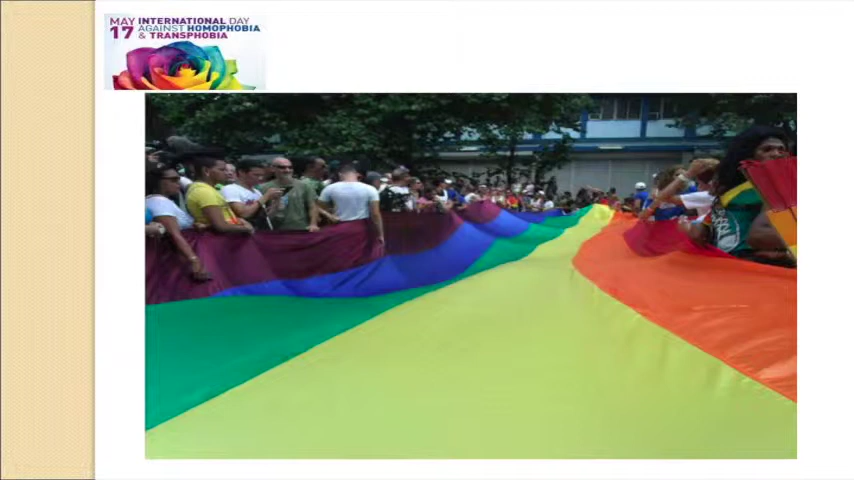 MAY INTERNATIONAL DAY
17 AGAINST HOMOPHOBIA
& TRANSPHOBIA